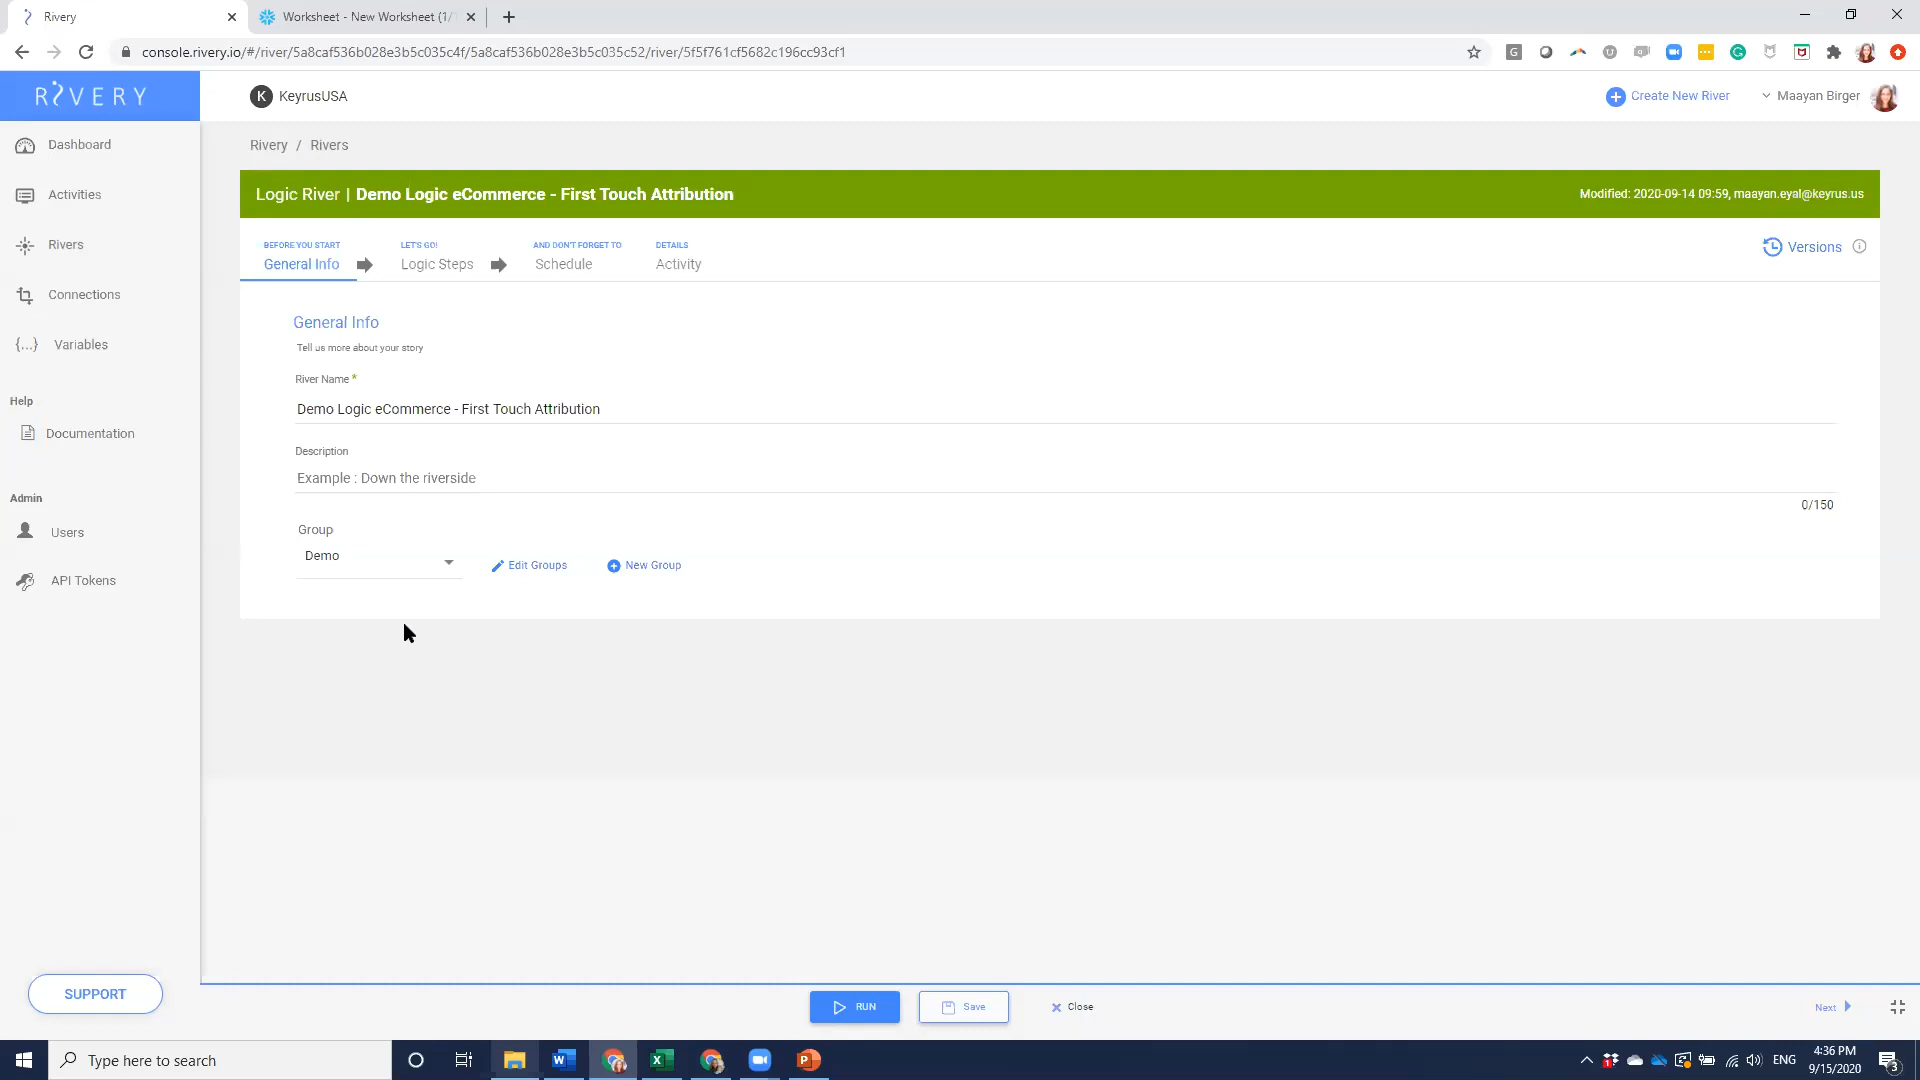 Rivery
Worksheet - New Worksheet (1/
console.rivery.io/#/river/5a8caf536b028e3b5c035c4f/5a8caf536b028e3b5c035c52/river/5f5f761cf5682c196cc93cf1
RIVERY
K KeyrusUSA
Create New River
Maayan Birger
Dashboard
Activities
Rivers
Connections
{...} Variables
Help
Documentation
Admin
Users
API Tokens
SUPPORT
Rivery / Rivers
Logic River | Demo Logic eCommerce - First Touch Attribution
Modified: 2020-09-14 09:59, maayan.eyal@keyrus.us
BEFORE YOU START
General Info
LET'S GO!
Logic Steps
AND DON'T FORGET TO
Schedule
DETAILS
Activity
Versions
General Info
Tell us more about your story
River Name *
Demo Logic eCommerce - First Touch Attribution
Description
Example : Down the riverside
0/150
Group
Demo
Edit Groups
New Group
RUN
Save
Close
Next
Type here to search
ENG
4:36 PM
9/15/2020
3